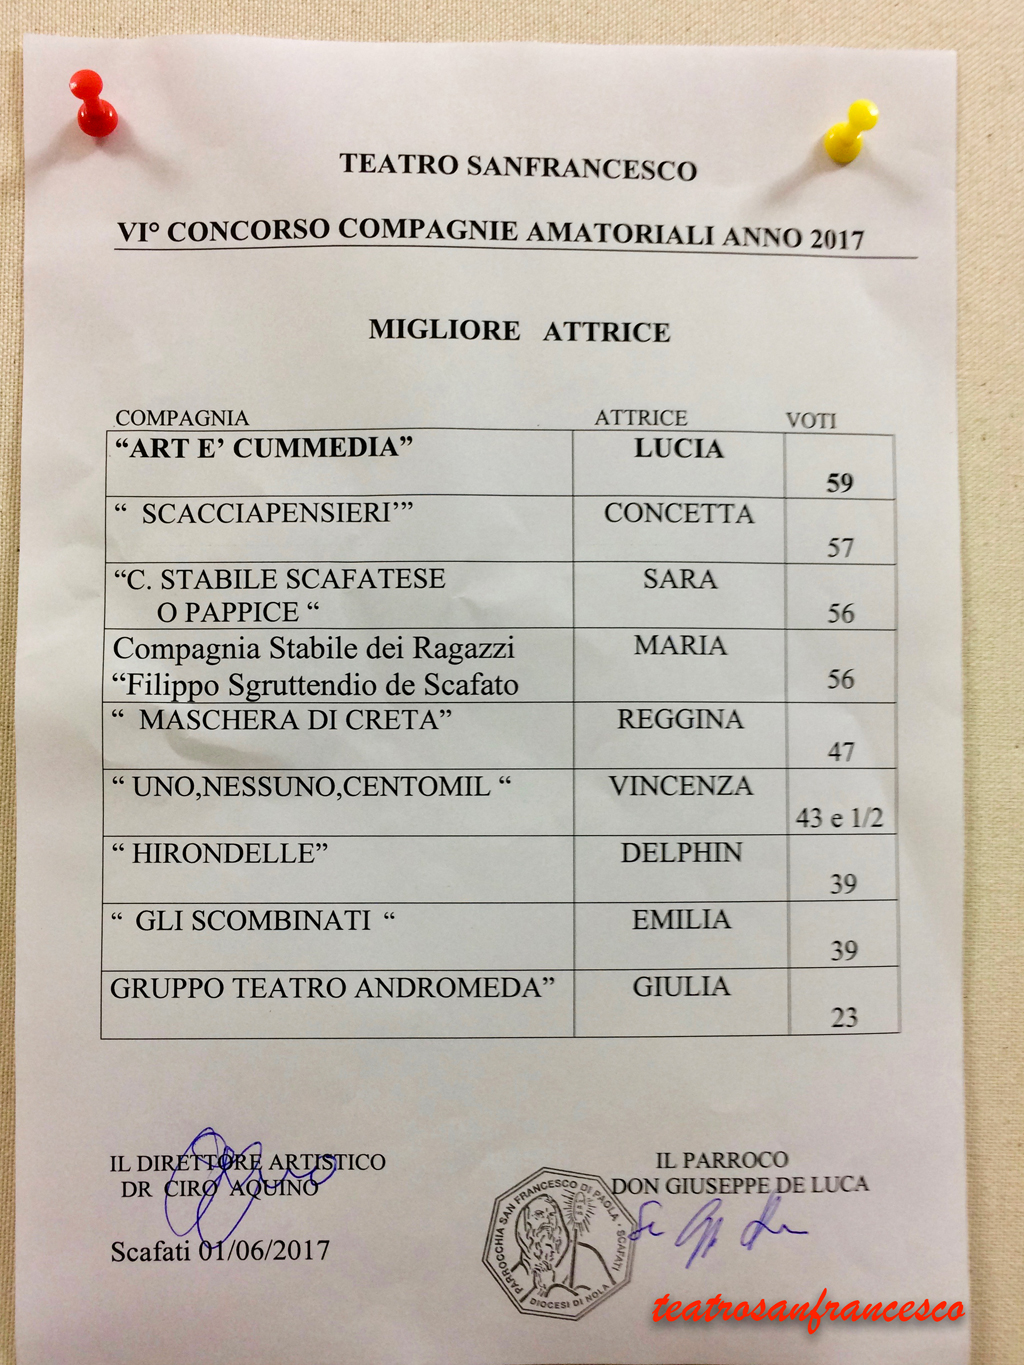 TEATRO SANFRANCESCO
VI° CONCORSO COMPAGNIE AMATORIALI ANNO 2017
MIGLIORE ATTRICE
COMPAGNIA ATTRICE VOTI
“ART E’ CUMMEDIA” LUCIA 59
“ SCACCIAPENSIERI’” CONCETTA 57
“C. STABILE SCAFATESE SARA
O PAPPICE “ 56
Compagnia Stabile dei Ragazzi MARIA
“Filippo Sgruttendio de Scafato 56
“ MASCHERA DI CRETA” REGGINA 47
“ UNO,NESSUNO,CENTOMIL “ VINCENZA 43 e 1/2
“ HIRONDELLE” DELPHIN 39
“ GLI SCOMBINATI “ EMILIA 39
GRUPPO TEATRO ANDROMEDA” GIULIA 23
IL DIRETTORE ARTISTICO
DR CIRO AQUINO
Scafati 01/06/2017
IL PARROCO
DON GIUSEPPE DE LUCA
PARROCCHIA SAN FRANCESCO DI PAOLA - SCAFATI
DIOCESI DI NOLA
teatrosanfrancesco